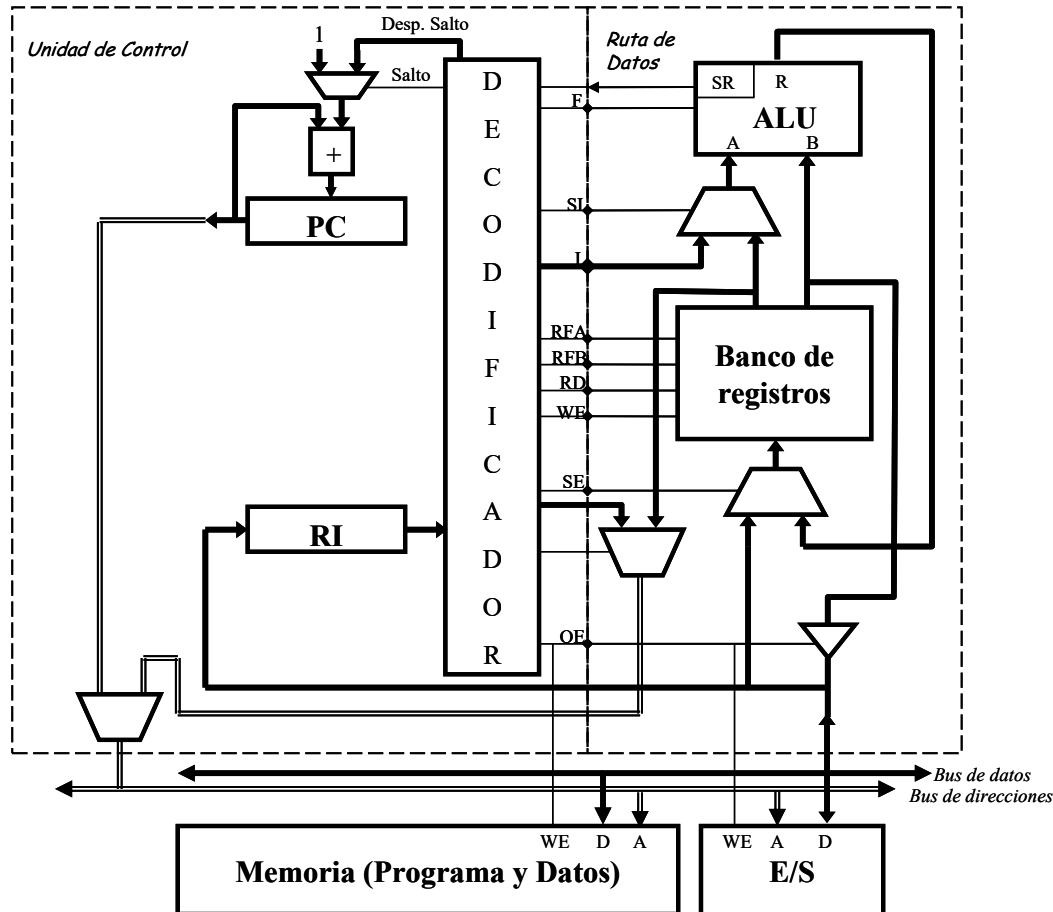 Desp. Salto
Unidad de Control
1
Salto
Ruta de
Datos
D
E
C
O
D
I
F
I
C
A
D
O
R
SR
R
ALU
A
B
F
+
PC
SI
I
RFA
RFB
RD
WE
Banco de
registros
SE
RI
OE
Bus de datos
Bus de direcciones
WE D A
Memoria (Programa y Datos)
WE A D
E/S